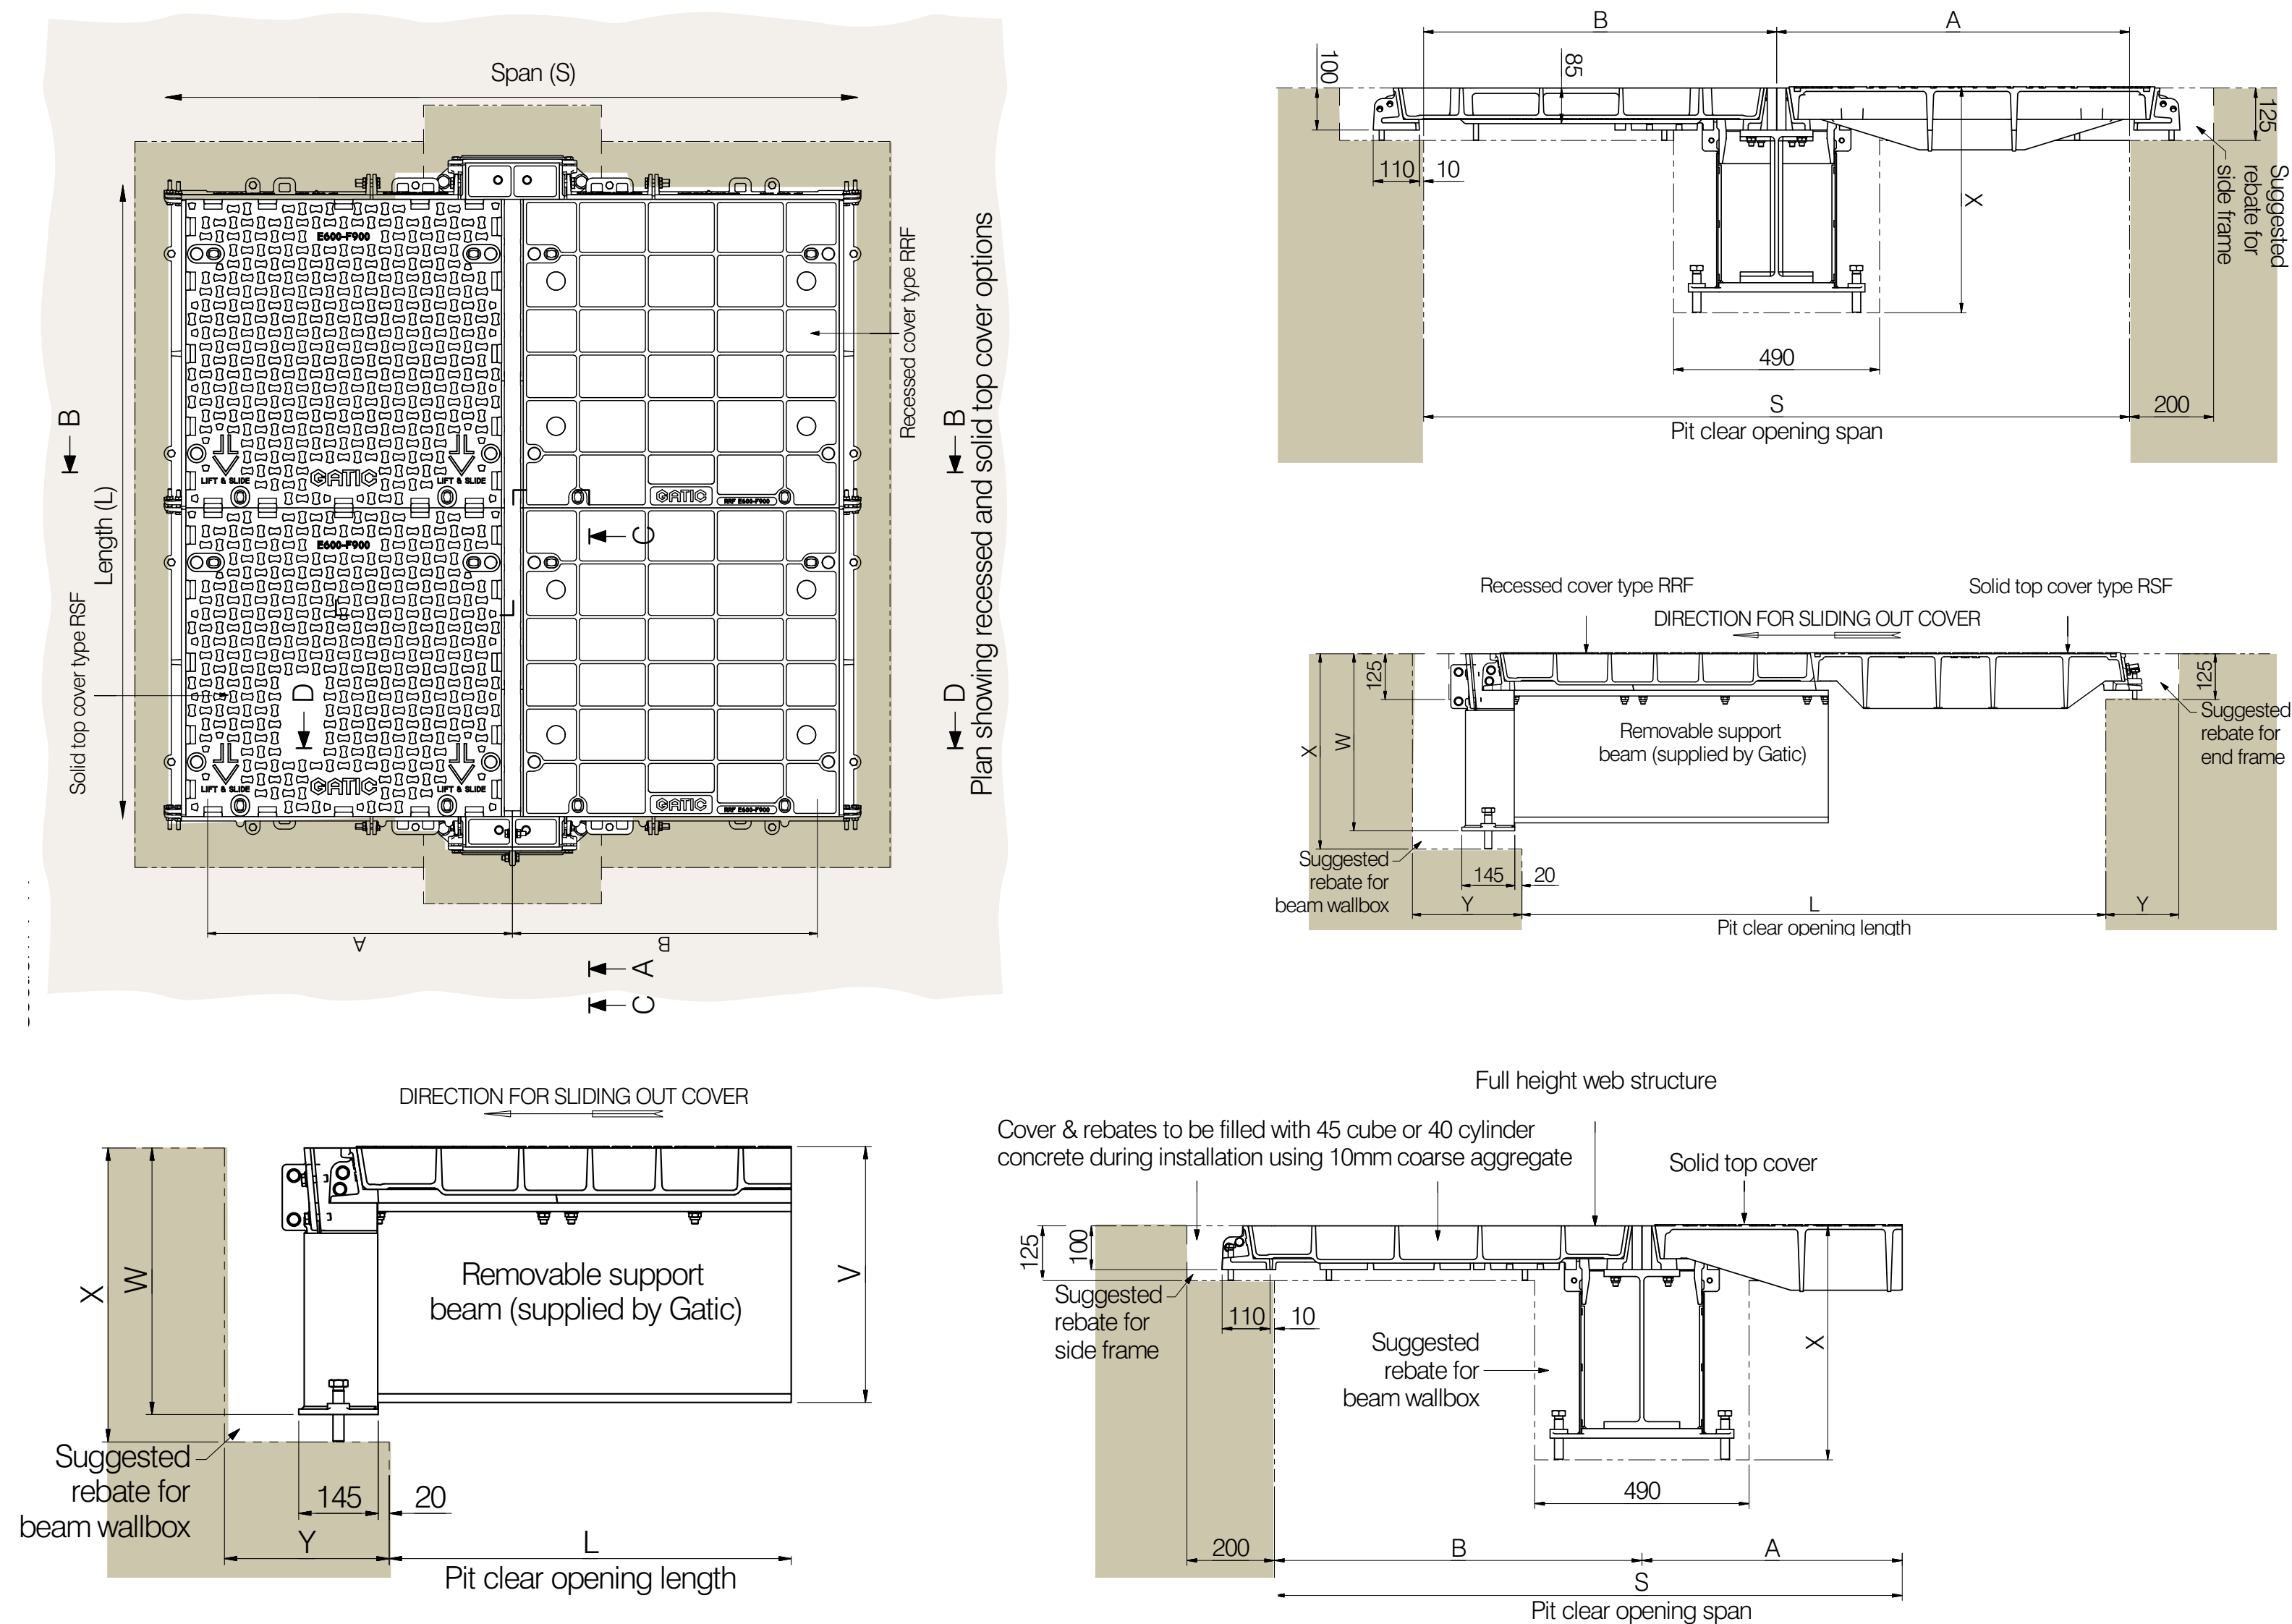 Span (S)
E600-F900
LIFT & SLIDE
GATIC
LIFT & SLIDE
GATIC
RRF E600-F900
E600-F900
LIFT & SLIDE
GATIC
LIFT & SLIDE
GATIC
RRF E600-F900
Length (L)
Solid top cover type RSF
Recessed cover type RRF
Plan showing recessed and solid top cover options
B
B
D
D
C
L
A
B
A
C
B
A
100
85
125
110
10
X
Suggested
rebate for
side frame
490
S
200
Pit clear opening span
Recessed cover type RRF
Solid top cover type RSF
DIRECTION FOR SLIDING OUT COVER
125
125
X
W
Removable support
beam (supplied by Gatic)
Suggested
rebate for
end frame
Suggested
rebate for
beam wallbox
145
20
Y
L
Y
Pit clear opening length
DIRECTION FOR SLIDING OUT COVER
X
W
V
Removable support
beam (supplied by Gatic)
Suggested
rebate for
beam wallbox
145
20
Y
L
Pit clear opening length
Full height web structure
Cover & rebates to be filled with 45 cube or 40 cylinder
concrete during installation using 10mm coarse aggregate
Solid top cover
125
100
Suggested
rebate for
side frame
110
10
Suggested
rebate for
beam wallbox
X
490
200
B
A
S
Pit clear opening span